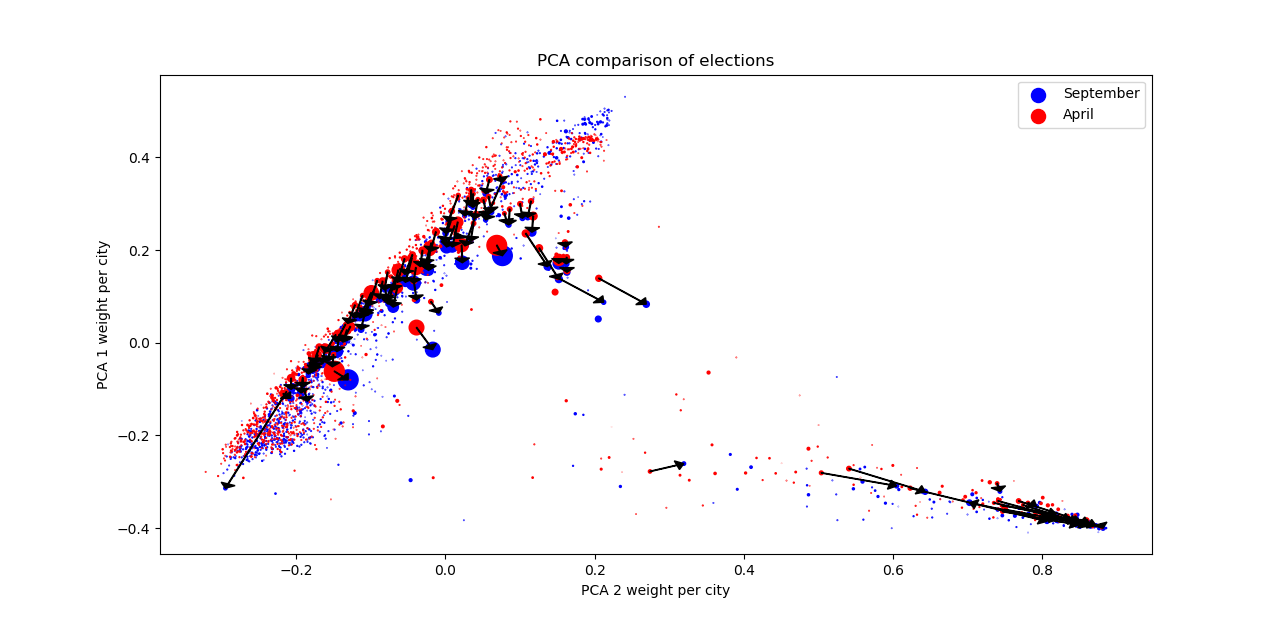 PCA comparison of elections
September
April
PCA 1 weight per city
0.4
0.2
0.0
−0.2
−0.4
−0.2
0.0
0.2
0.4
0.6
0.8
PCA 2 weight per city